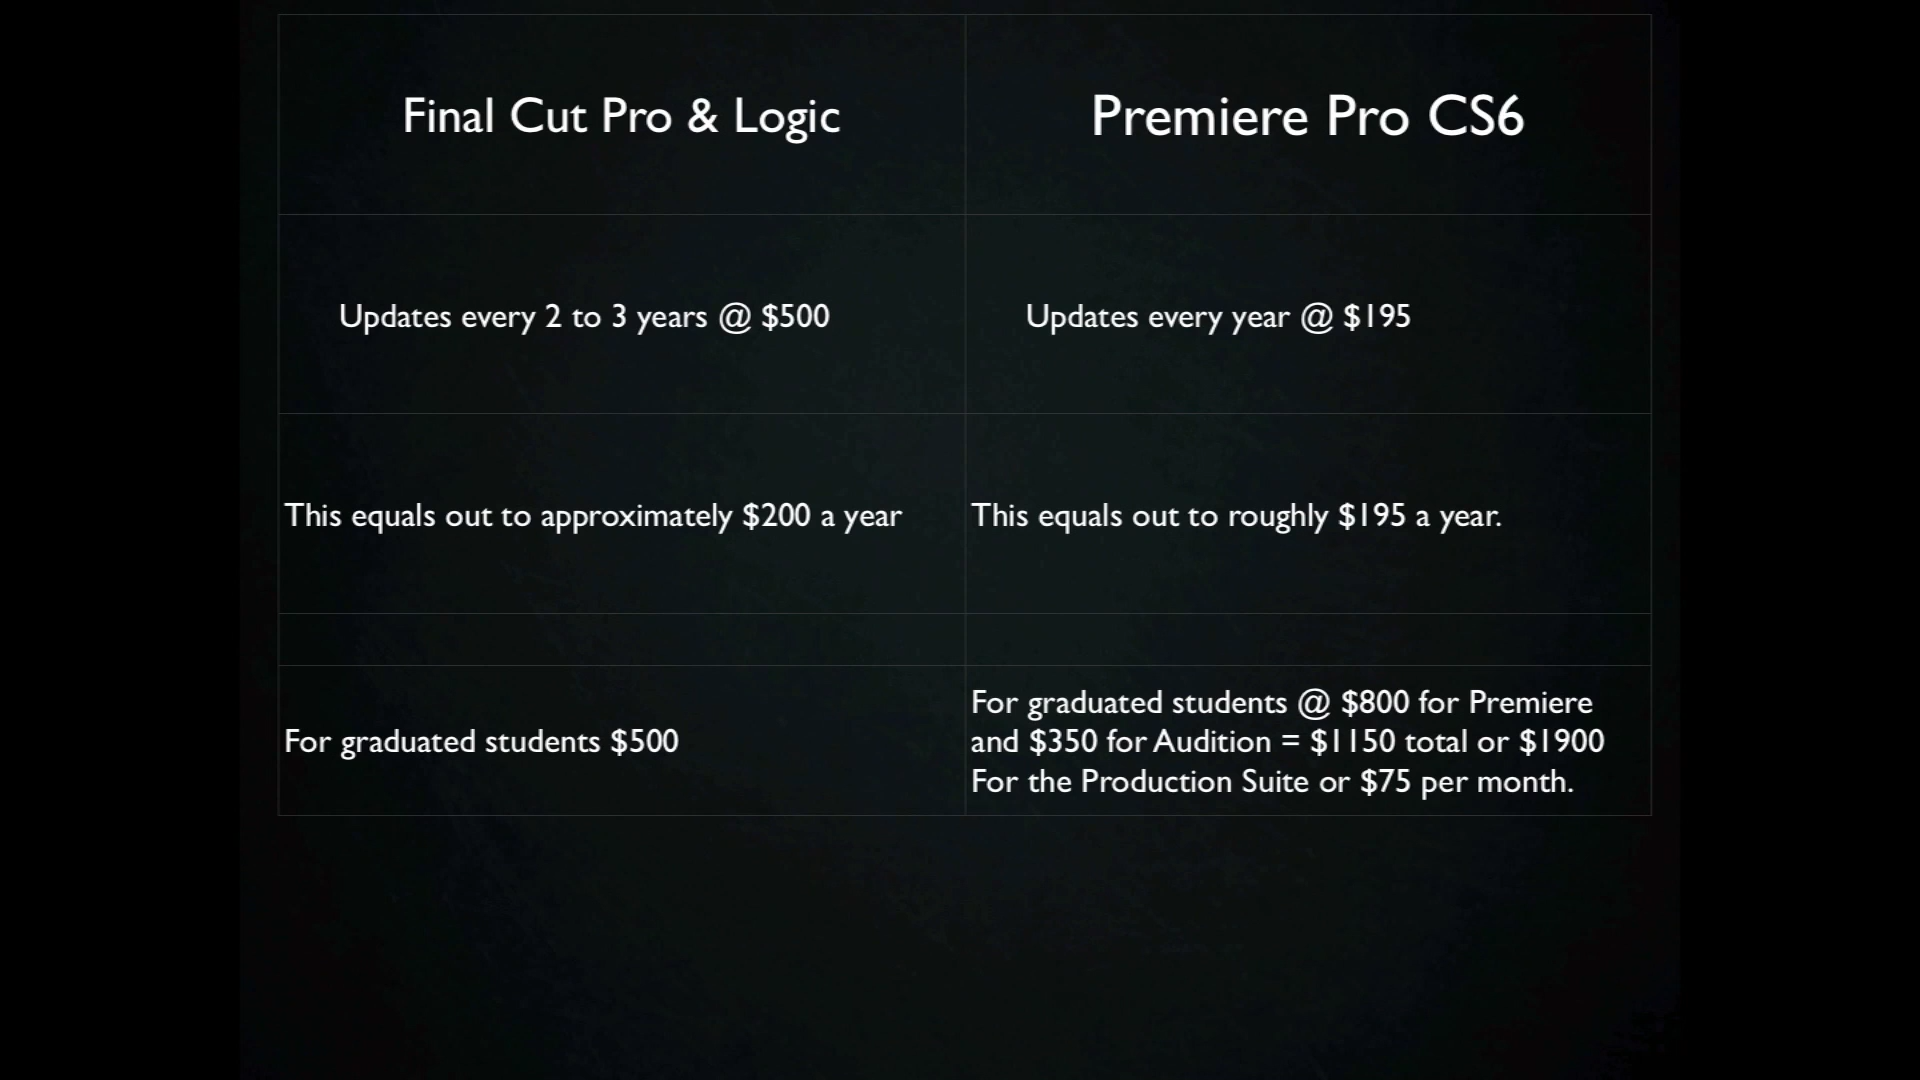 Final Cut Pro & Logic
Premiere Pro CS6
Updates every 2 to 3 years @ $500
Updates every year @ $195
This equals out to approximately $200 a year
This equals out to roughly $195 a year.
For graduated students $500
For graduated students @ $800 for Premiere
and $350 for Audition = $1150 total or $1900
For the Production Suite or $75 per month.